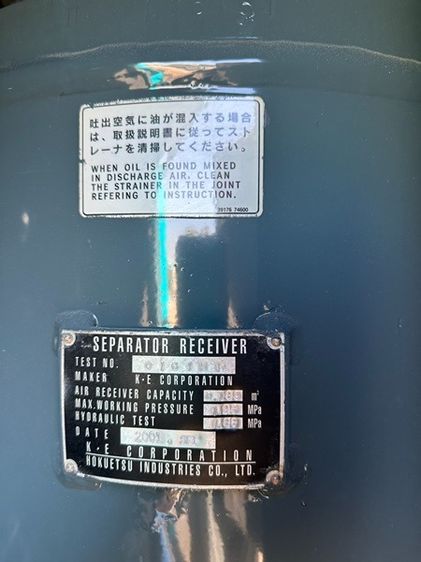 吐出空気に油が混入する場合
は、取扱説明書に従ってスト
レーナを清掃してください。
WHEN OIL IS FOUND MIXED
IN DISCHARGE AIR, CLEAN
THE STRAINER IN THE JOINT
REFERING TO INSTRUCTION.
39176 74600
SEPARATOR RECEIVER
TEST NO.
MAKER K·E CORPORATION
AIR RECEIVER CAPACITY m³
MAX.WORKING PRESSURE MPa
HYDRAULIC TEST MPa
DATE 2001.
K·E CORPORATION
HOKUETSU INDUSTRIES CO., LTD.